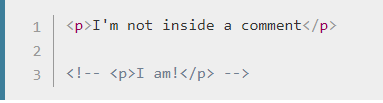 1 <p>I'm not inside a comment</p>
2
3 <!-- <p>I am!</p> -->